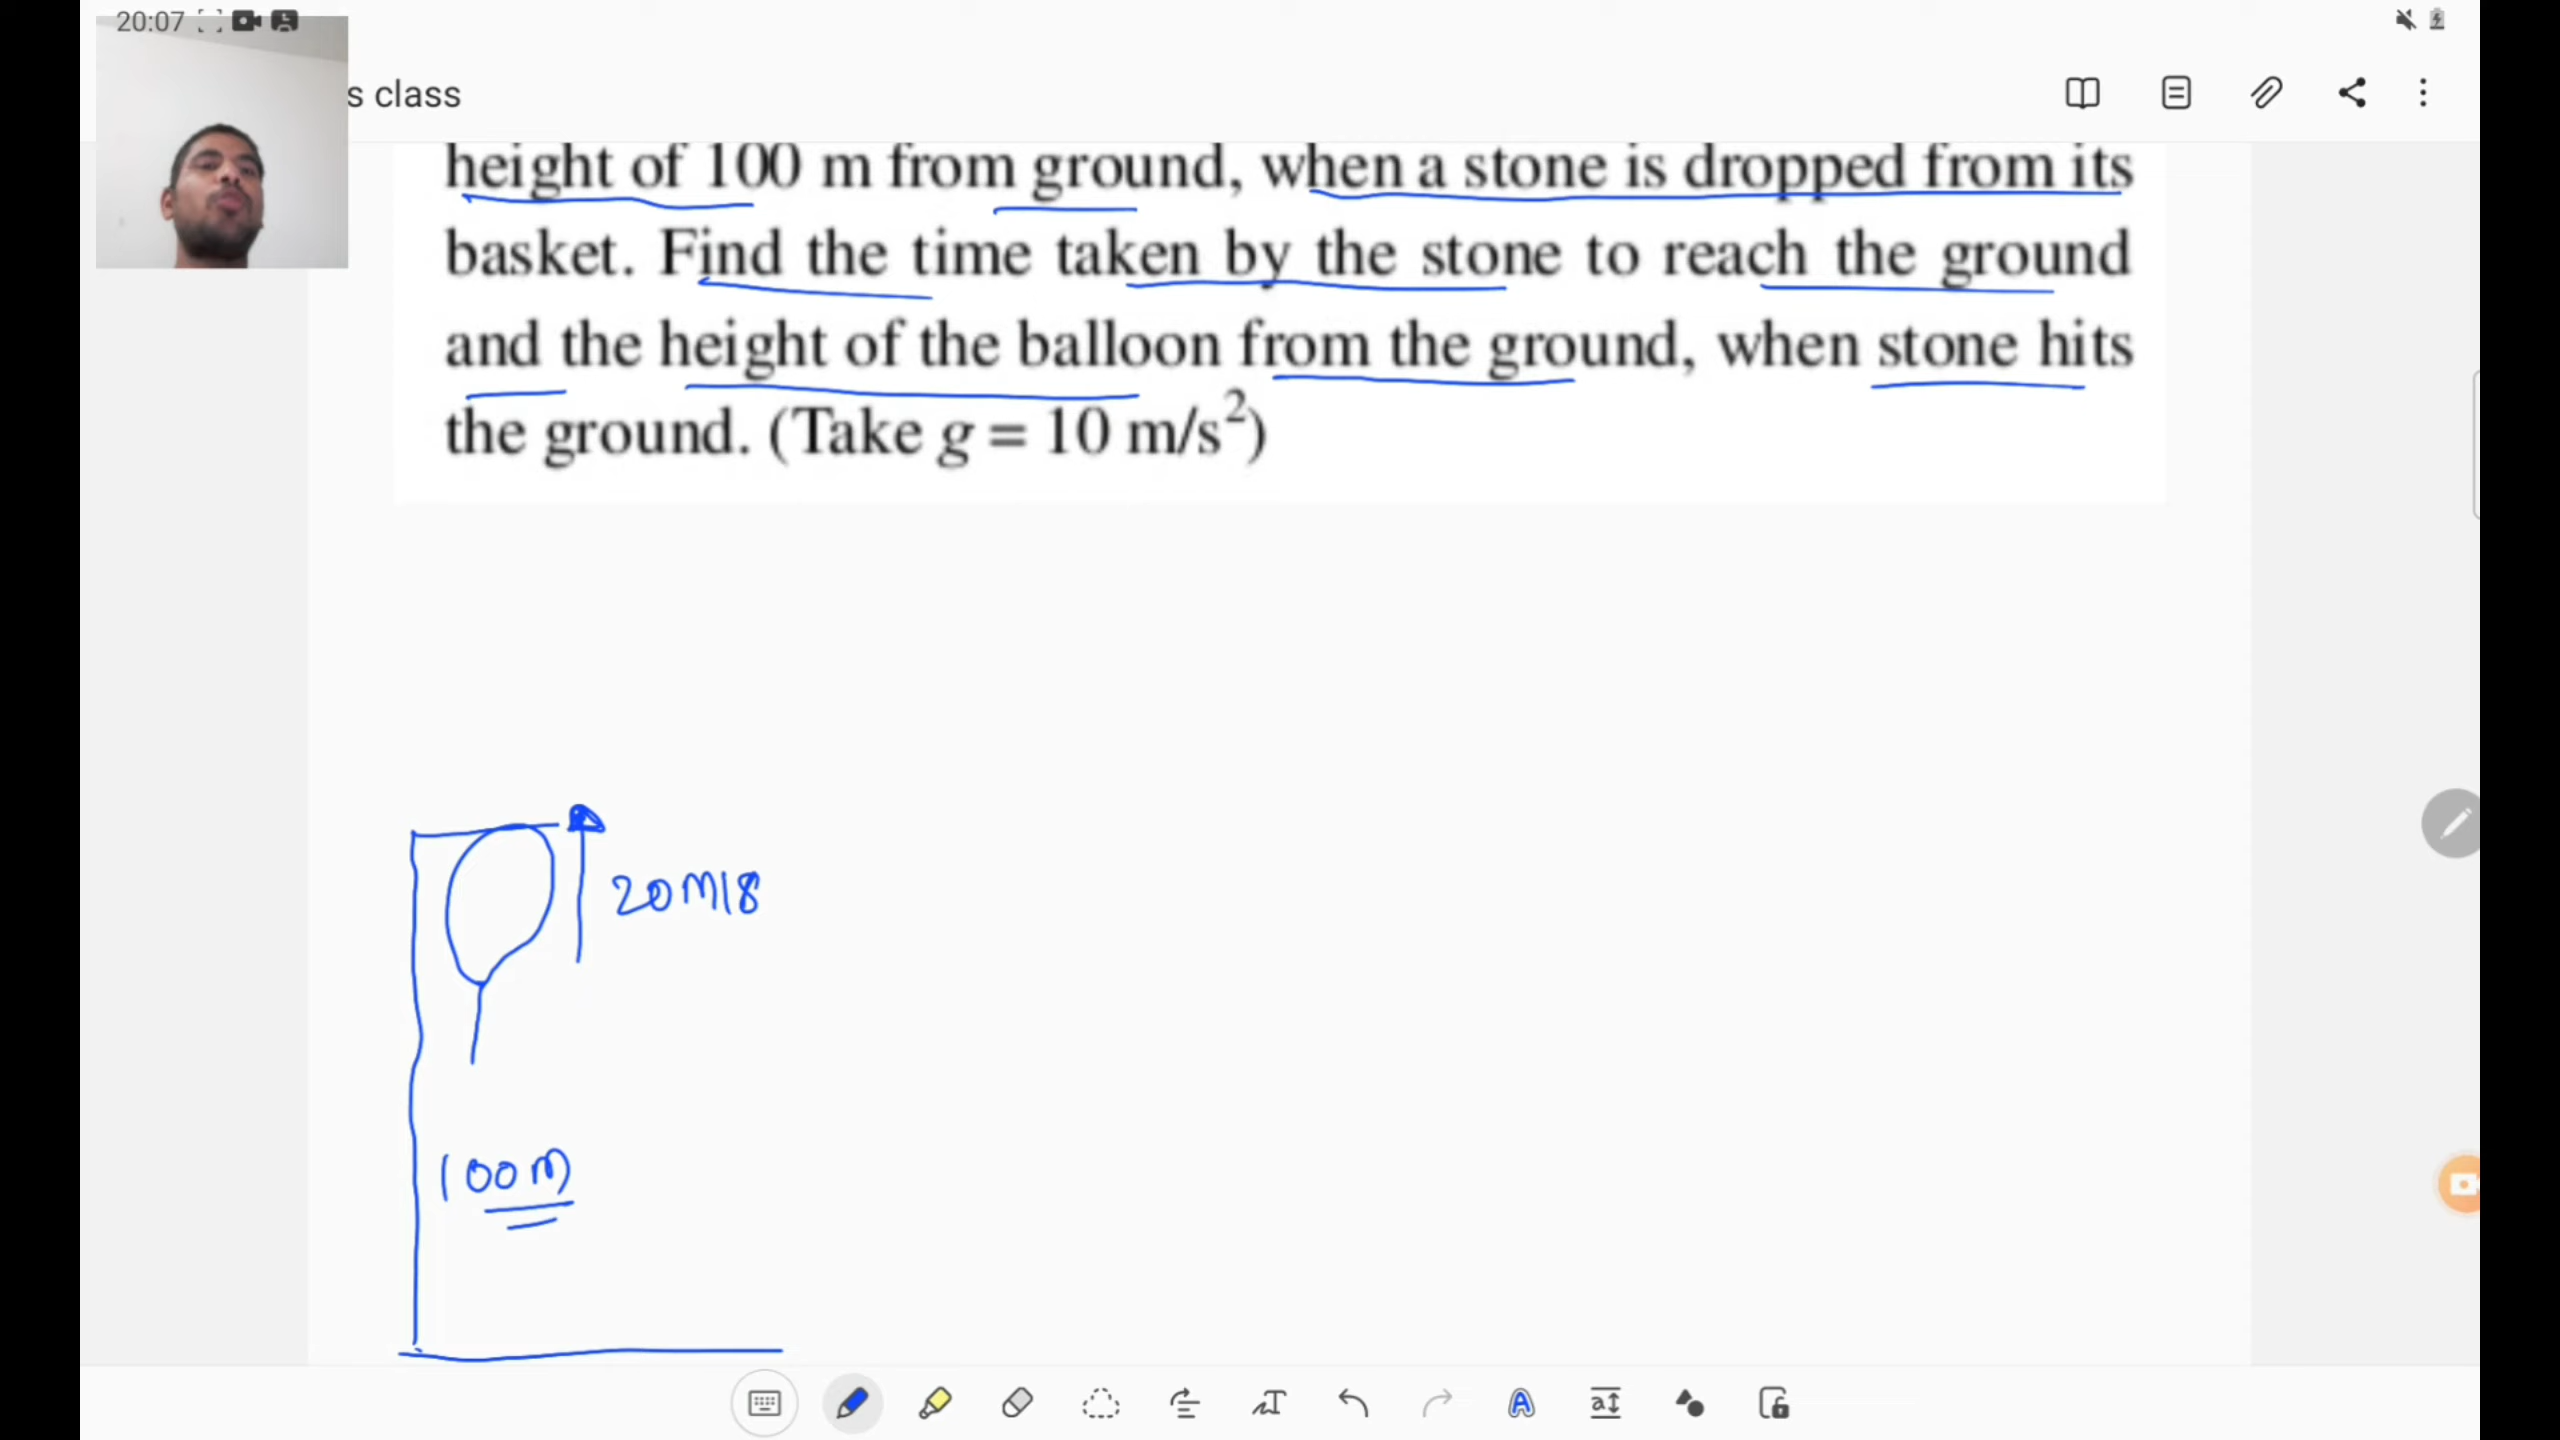 20:07
s class
height of 100 m from ground, when a stone is dropped from its
basket. Find the time taken by the stone to reach the ground
and the height of the balloon from the ground, when stone hits
the ground. (Take g = 10 m/s²)
20m/s
100m